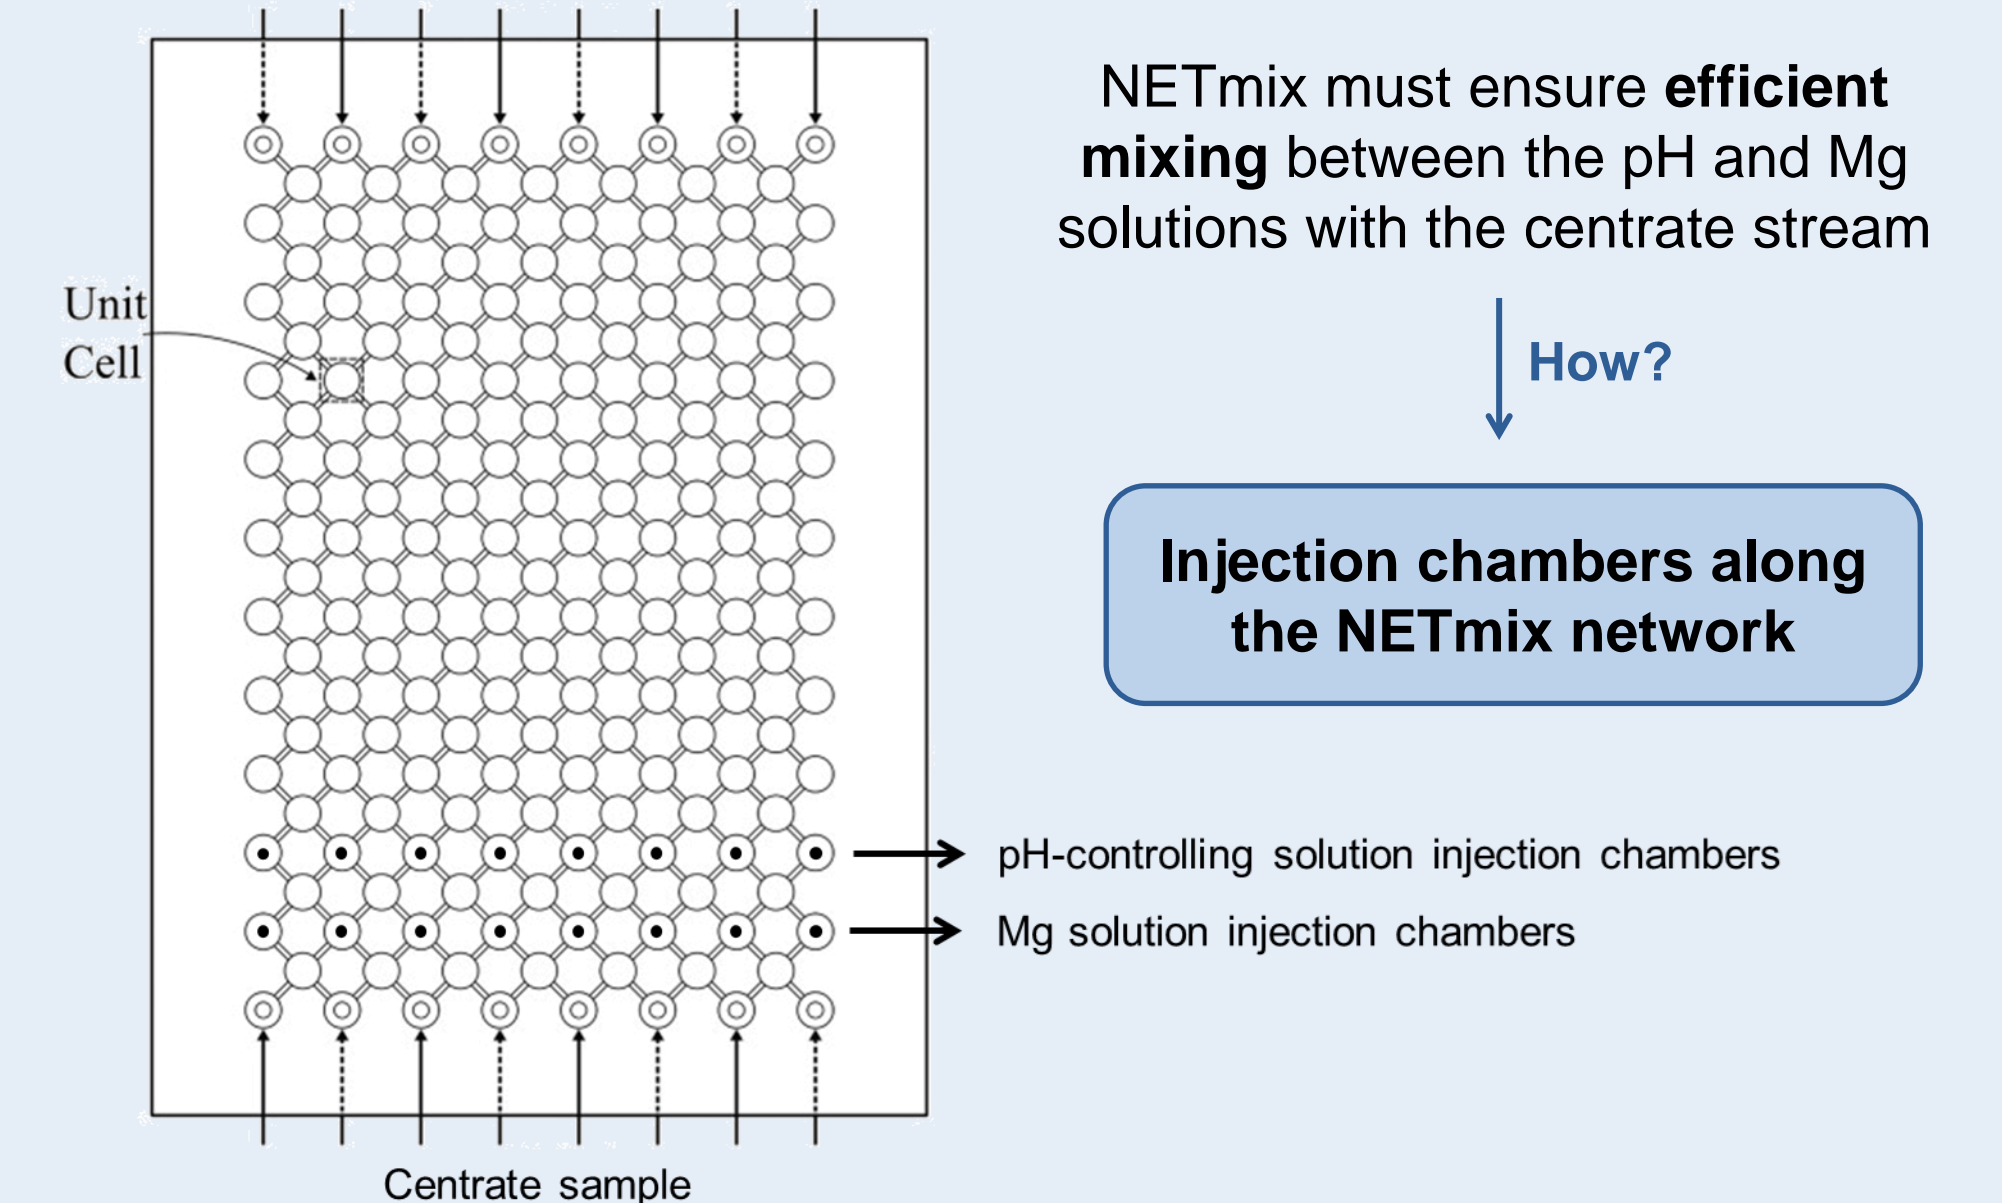 NETmix must ensure efficient
mixing between the pH and Mg
solutions with the centrate stream
Unit
Cell
How?
Injection chambers along
the NETmix network
pH-controlling solution injection chambers
Mg solution injection chambers
Centrate sample